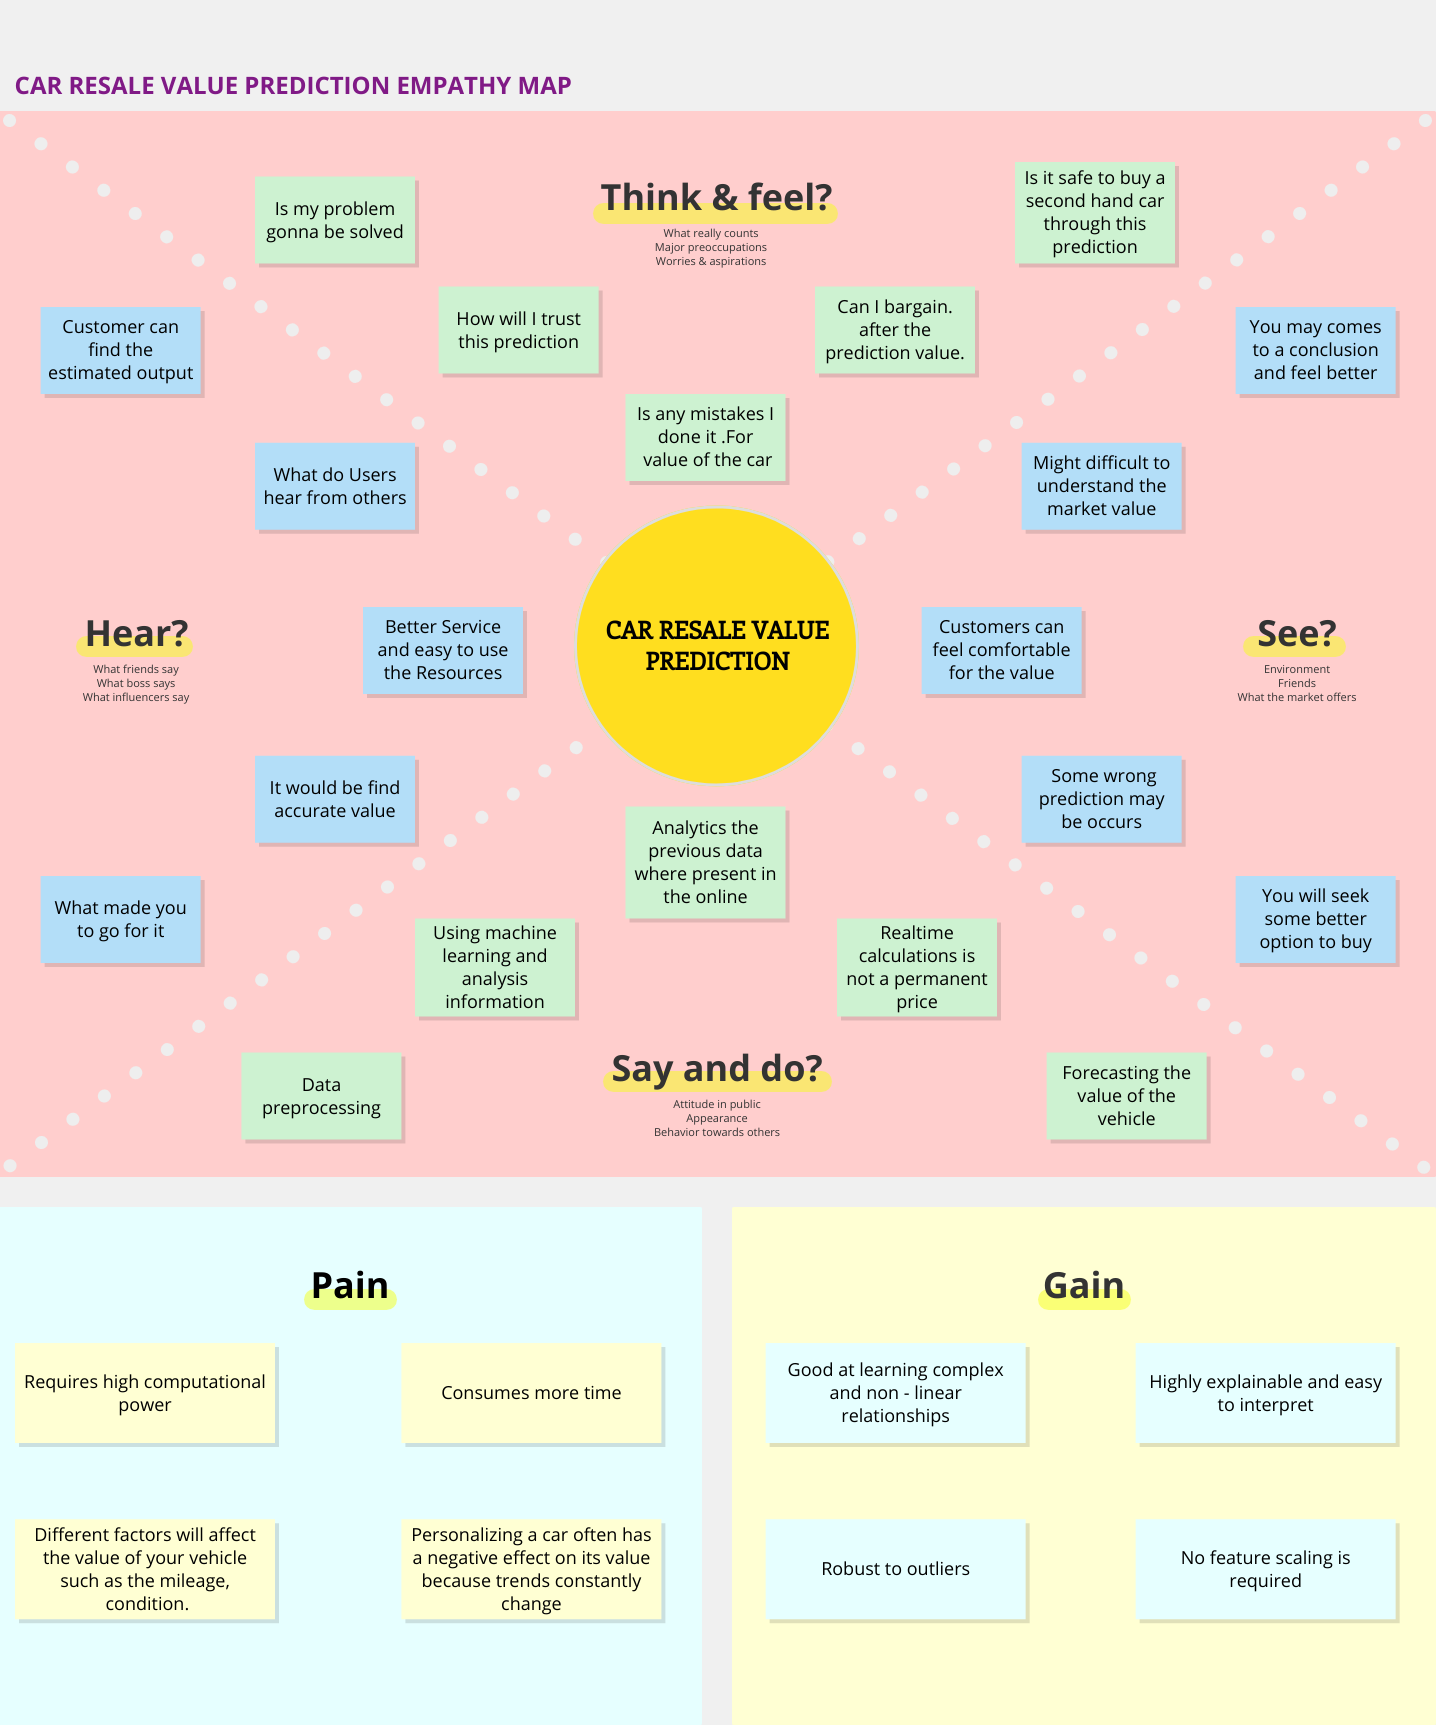 CAR RESALE VALUE PREDICTION EMPATHY MAP
Think & feel?
What really counts
Major preoccupations
Worries & aspirations
Is my problem
gonna be solved
Is it safe to buy a
second hand car
through this
prediction
How will I trust
this prediction
Can I bargain.
after the
prediction value.
Is any mistakes I
done it .For
value of the car
Customer can
find the
estimated output
What do Users
hear from others
Hear?
What friends say
What boss says
What influencers say
Better Service
and easy to use
the Resources
It would be find
accurate value
What made you
to go for it
CAR RESALE VALUE
PREDICTION
You may comes
to a conclusion
and feel better
Might difficult to
understand the
market value
Customers can
feel comfortable
for the value
See?
Environment
Friends
What the market offers
Some wrong
prediction may
be occurs
You will seek
some better
option to buy
Analytics the
previous data
where present in
the online
Using machine
learning and
analysis
information
Realtime
calculations is
not a permanent
price
Data
preprocessing
Say and do?
Attitude in public
Appearance
Behavior towards others
Forecasting the
value of the
vehicle
Pain
Requires high computational
power
Consumes more time
Different factors will affect
the value of your vehicle
such as the mileage,
condition.
Personalizing a car often has
a negative effect on its value
because trends constantly
change
Gain
Good at learning complex
and non - linear
relationships
Highly explainable and easy
to interpret
Robust to outliers
No feature scaling is
required